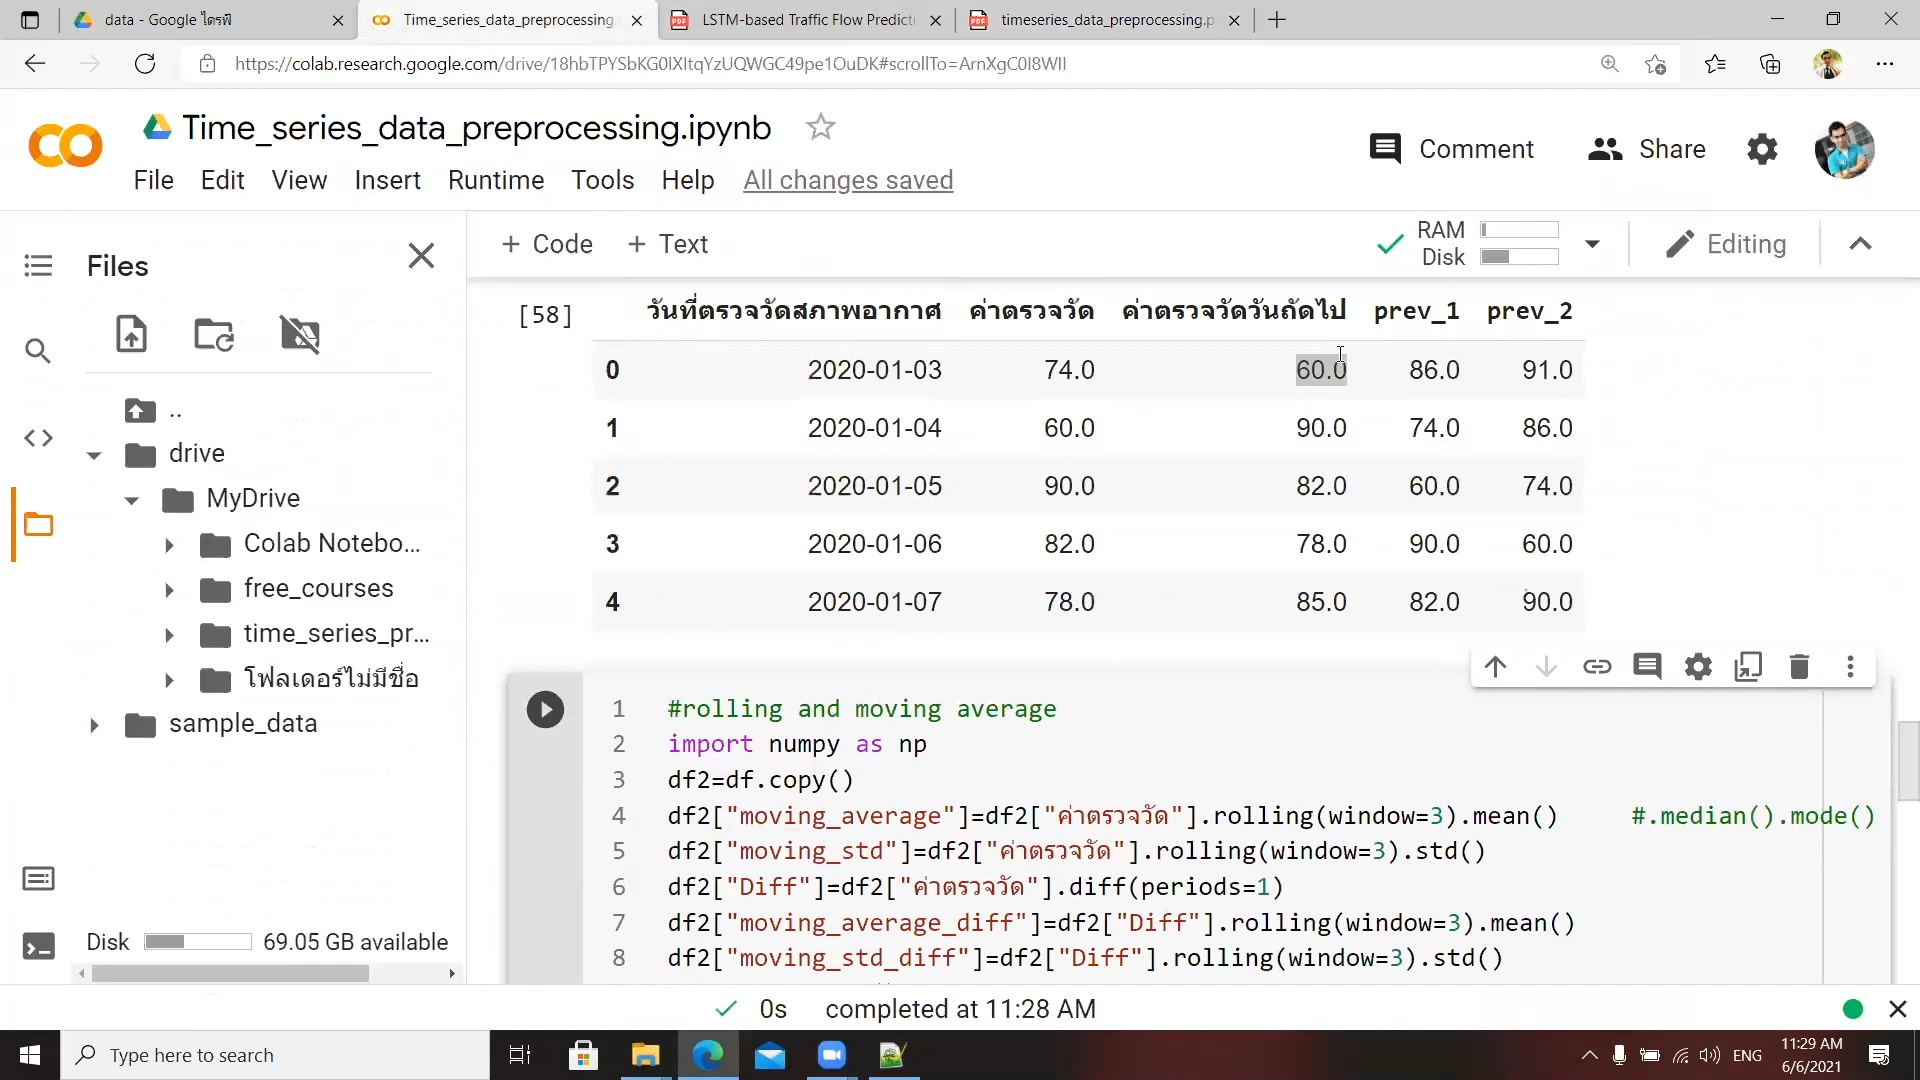 data - Google ไดรฟ์
Time_series_data_preprocessing.
LSTM-based Traffic Flow Predicti
timeseries_data_preprocessing.p
https://colab.research.google.com/drive/18hbTPYSbKG0IXItqYzUQWGC49pe1OuDK#scrollTo=ArnXgC0I8WII
Time_series_data_preprocessing.ipynb
Comment
Share
File Edit View Insert Runtime Tools Help All changes saved
Files
+ Code + Text
RAM
Disk
Editing
..
drive
MyDrive
Colab Notebo...
free_courses
time_series_pr...
โฟลเดอร์ไม่มีชื่อ
sample_data
Disk 69.05 GB available
[58]
วันที่ตรวจวัดสภาพอากาศ ค่าตรวจวัด ค่าตรวจวัดวันถัดไป prev_1 prev_2
0 2020-01-03 74.0 60.0 86.0 91.0
1 2020-01-04 60.0 90.0 74.0 86.0
2 2020-01-05 90.0 82.0 60.0 74.0
3 2020-01-06 82.0 78.0 90.0 60.0
4 2020-01-07 78.0 85.0 82.0 90.0
1 #rolling and moving average
2 import numpy as np
3 df2=df.copy()
4 df2["moving_average"]=df2["ค่าตรวจวัด"].rolling(window=3).mean() #.median().mode()
5 df2["moving_std"]=df2["ค่าตรวจวัด"].rolling(window=3).std()
6 df2["Diff"]=df2["ค่าตรวจวัด"].diff(periods=1)
7 df2["moving_average_diff"]=df2["Diff"].rolling(window=3).mean()
8 df2["moving_std_diff"]=df2["Diff"].rolling(window=3).std()
0s completed at 11:28 AM
Type here to search
ENG
11:29 AM
6/6/2021